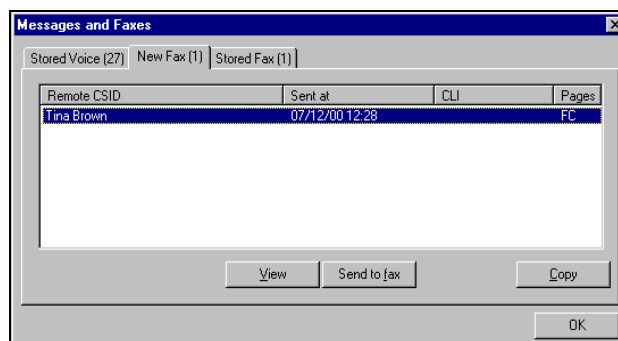 Messages and Faxes
Stored Voice (27) New Fax (1) Stored Fax (1)
Remote CSID Sent at CLI Pages
Tina Brown 07/12/00 12:28 FC
View Send to fax Copy
OK